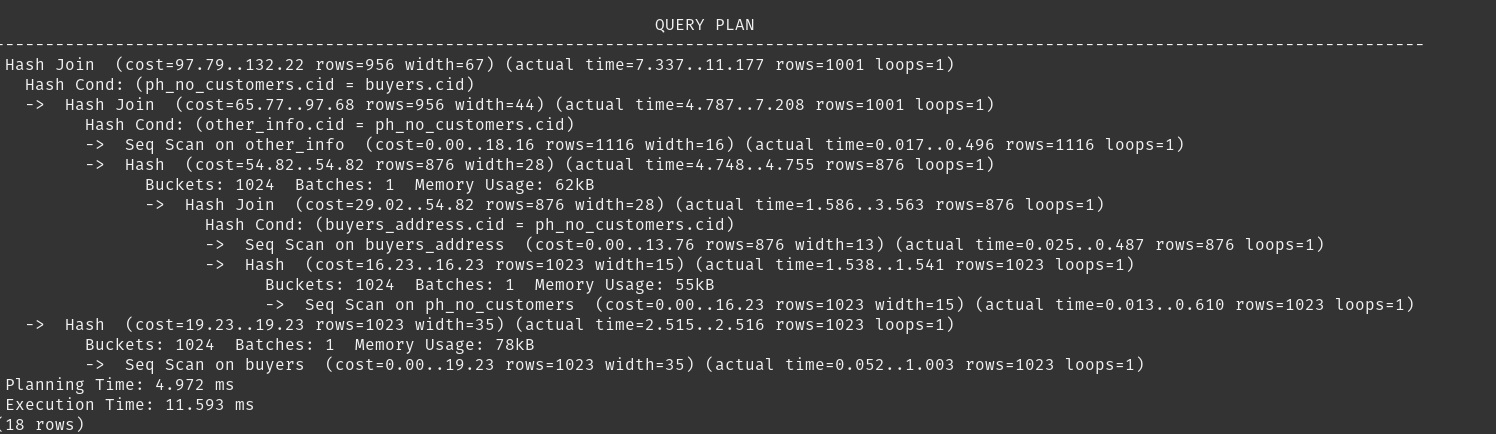 QUERY PLAN
-----------------------------------------------------------------------------------------------------------------------------------------------
Hash Join  (cost=97.79..132.22 rows=956 width=67) (actual time=7.337..11.177 rows=1001 loops=1)
  Hash Cond: (ph_no_customers.cid = buyers.cid)
  ->  Hash Join  (cost=65.77..97.68 rows=956 width=44) (actual time=4.787..7.208 rows=1001 loops=1)
        Hash Cond: (other_info.cid = ph_no_customers.cid)
        ->  Seq Scan on other_info  (cost=0.00..18.16 rows=1116 width=16) (actual time=0.017..0.496 rows=1116 loops=1)
        ->  Hash  (cost=54.82..54.82 rows=876 width=28) (actual time=4.748..4.755 rows=876 loops=1)
              Buckets: 1024  Batches: 1  Memory Usage: 62kB
              ->  Hash Join  (cost=29.02..54.82 rows=876 width=28) (actual time=1.586..3.563 rows=876 loops=1)
                    Hash Cond: (buyers_address.cid = ph_no_customers.cid)
                    ->  Seq Scan on buyers_address  (cost=0.00..13.76 rows=876 width=13) (actual time=0.025..0.487 rows=876 loops=1)
                    ->  Hash  (cost=16.23..16.23 rows=1023 width=15) (actual time=1.538..1.541 rows=1023 loops=1)
                          Buckets: 1024  Batches: 1  Memory Usage: 55kB
                          ->  Seq Scan on ph_no_customers  (cost=0.00..16.23 rows=1023 width=15) (actual time=0.013..0.610 rows=1023 loops=1)
  ->  Hash  (cost=19.23..19.23 rows=1023 width=35) (actual time=2.515..2.516 rows=1023 loops=1)
        Buckets: 1024  Batches: 1  Memory Usage: 78kB
        ->  Seq Scan on buyers  (cost=0.00..19.23 rows=1023 width=35) (actual time=0.052..1.003 rows=1023 loops=1)
Planning Time: 4.972 ms
Execution Time: 11.593 ms
(18 rows)